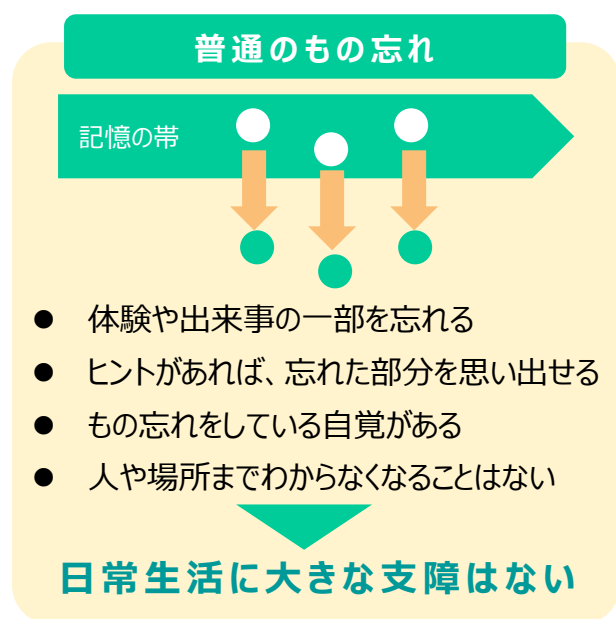 普通のもの忘れ
記憶の帯
● 体験や出来事の一部を忘れる
● ヒントがあれば、忘れた部分を思い出せる
● もの忘れをしている自覚がある
● 人や場所までわからなくなることはない
日常生活に大きな支障はない